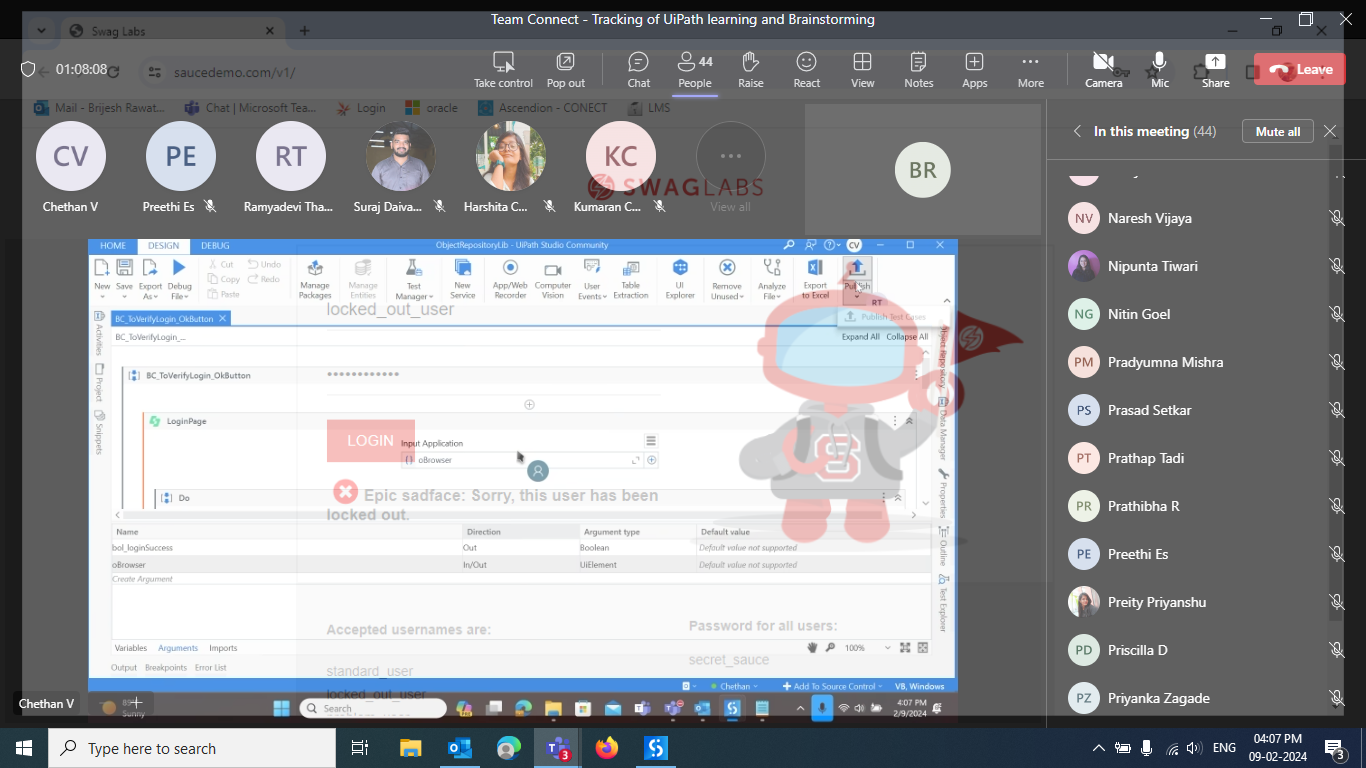 Team Connect - Tracking of UiPath learning and Brainstorming
Swag Labs
01:08:08
saucedemo.com/v1/
Take control
Pop out
Chat
44
People
Raise
React
View
Notes
Apps
More
Camera
Mic
Share
Leave
Mail - Brijesh Rawat...
Chat | Microsoft Tea...
Login
oracle
Ascendion - CONECT
LMS
CV
PE
RT
KC
...
BR
Chethan V
Preethi Es
Ramyadevi Tha...
Suraj Daiva...
Harshita C...
Kumaran C...
View all
SWAGLABS
In this meeting (44)
Mute all
NV
Naresh Vijaya
Nipunta Tiwari
NG
Nitin Goel
PM
Pradyumna Mishra
PS
Prasad Setkar
PT
Prathap Tadi
PR
Prathibha R
PE
Preethi Es
Preity Priyanshu
PD
Priscilla D
PZ
Priyanka Zagade
HOME
DESIGN
DEBUG
ObjectRepositoryLib - UiPath Studio Community
CV
New
Save
Export As
Debug File
Cut
Copy
Paste
Undo
Redo
Manage Packages
Manage Entities
Test Manager
New Service
App/Web Recorder
Computer Vision
User Events
Table Extraction
UI Explorer
Remove Unused
Analyze File
Export to Excel
Publish
RT
Publish Test Cases
locked_out_user
BC_ToVerifyLogin_OkButton
BC_ToVerifyLogin_...
Expand All
Collapse All
Activities
Project
Snippets
Object Repository
Data Manager
Properties
Outline
Test Explorer
BC_ToVerifyLogin_OkButton
LoginPage
LOGIN
Input Application
oBrowser
Do
Epic sadface: Sorry, this user has been
locked out.
Name
Direction
Argument type
Default value
bol_loginSuccess
Out
Boolean
Default value not supported
oBrowser
In/Out
UiElement
Default value not supported
Create Argument
Accepted usernames are:
Password for all users:
standard_user
secret_sauce
locked_out_user
Variables
Arguments
Imports
100%
Output
Breakpoints
Error List
Chethan
Add To Source Control
VB, Windows
Chethan V
Sunny
Search
4:07 PM
2/9/2024
Type here to search
3
ENG
04:07 PM
09-02-2024
3